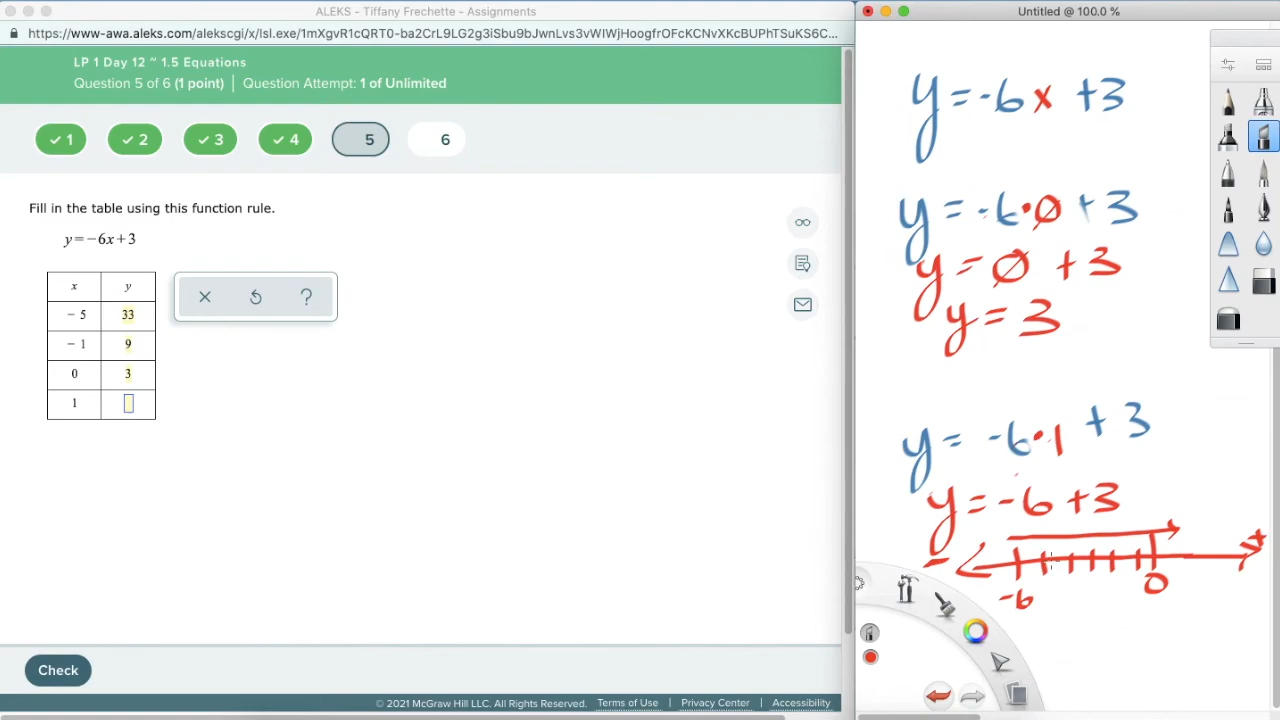 ALEKS - Tiffany Frechette - Assignments
Untitled @ 100.0 %
https://www-awa.aleks.com/alekscgi/x/lsl.exe/1mXgvR1cQRT0-ba2CrL9LG2g3iSbu9bJwnLvs3vWIWjHoogfrOFcKCNvXKcBUPhTSuKS6C...
LP 1 Day 12 ~ 1.5 Equations
Question 5 of 6 (1 point) | Question Attempt: 1 of Unlimited
✓ 1 ✓ 2 ✓ 3 ✓ 4 5 6
Fill in the table using this function rule.
y=−6x+3
x y
− 5 33
− 1 9
0 3
1
× ?
Check
© 2021 McGraw Hill LLC. All Rights Reserved. Terms of Use | Privacy Center | Accessibility
y = -6x +3
y = -6·0 +3
y = 0 +3
y = 3
y = -6·1 +3
y = -6 +3
- +
-6 0